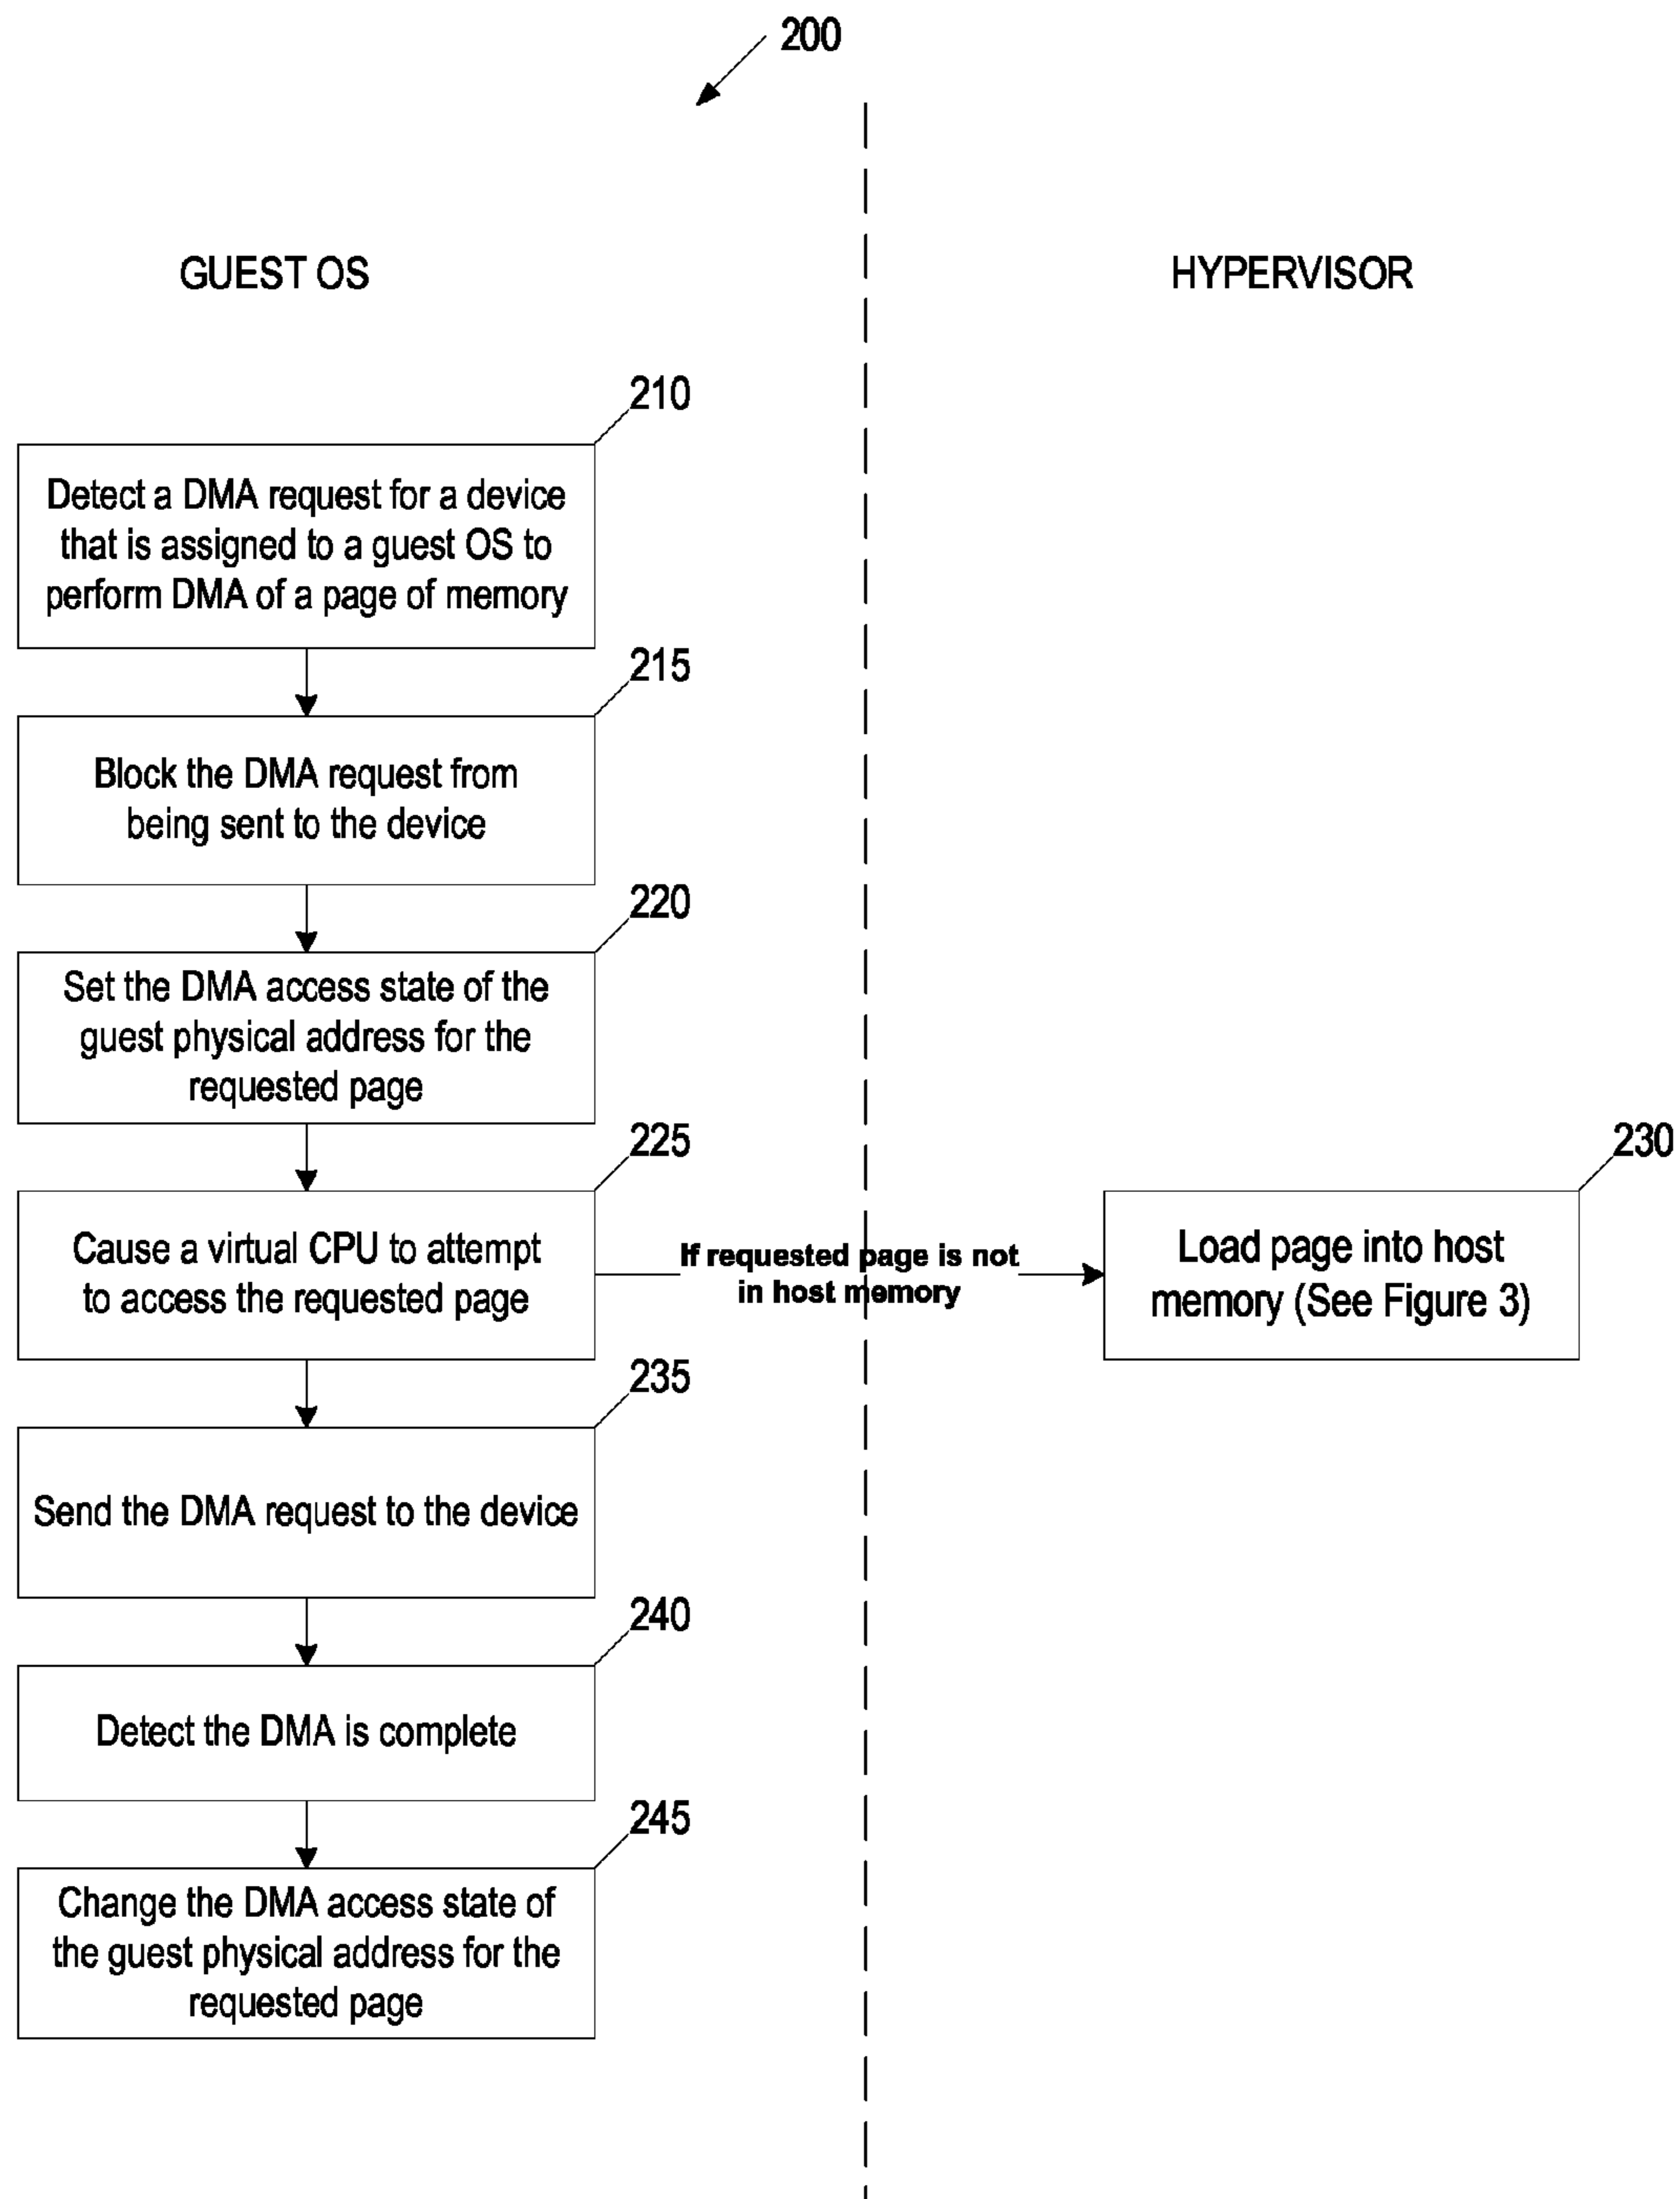 200
GUEST OS
HYPERVISOR
210
Detect a DMA request for a device
that is assigned to a guest OS to
perform DMA of a page of memory
215
Block the DMA request from
being sent to the device
220
Set the DMA access state of the
guest physical address for the
requested page
225
Cause a virtual CPU to attempt
to access the requested page
If requested page is not
in host memory
230
Load page into host
memory (See Figure 3)
235
Send the DMA request to the device
240
Detect the DMA is complete
245
Change the DMA access state of
the guest physical address for the
requested page